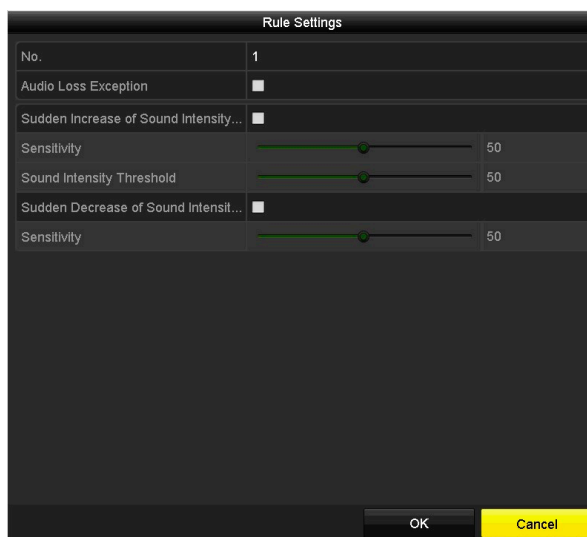 Rule Settings
No. 1
Audio Loss Exception
Sudden Increase of Sound Intensity...
Sensitivity 50
Sound Intensity Threshold 50
Sudden Decrease of Sound Intensit...
Sensitivity 50
OK Cancel